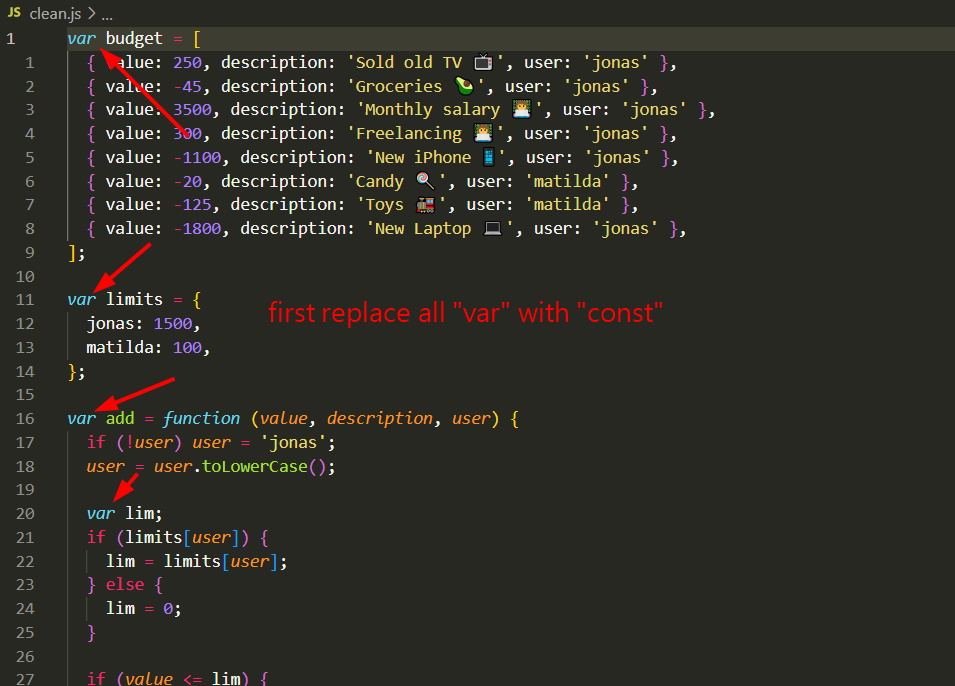 JS clean.js > ...
1 var budget = [
1 { value: 250, description: 'Sold old TV 📺', user: 'jonas' },
2 { value: -45, description: 'Groceries 🥑', user: 'jonas' },
3 { value: 3500, description: 'Monthly salary 👩‍💻', user: 'jonas' },
4 { value: 300, description: 'Freelancing 👩‍💻', user: 'jonas' },
5 { value: -1100, description: 'New iPhone 📱', user: 'jonas' },
6 { value: -20, description: 'Candy 🍭', user: 'matilda' },
7 { value: -125, description: 'Toys 🚂', user: 'matilda' },
8 { value: -1800, description: 'New Laptop 💻', user: 'jonas' },
9 ];
10
11 var limits = {
first replace all "var" with "const"
12 jonas: 1500,
13 matilda: 100,
14 };
15
16 var add = function (value, description, user) {
17 if (!user) user = 'jonas';
18 user = user.toLowerCase();
19
20 var lim;
21 if (limits[user]) {
22 lim = limits[user];
23 } else {
24 lim = 0;
25 }
26
27 if (value <= lim) {